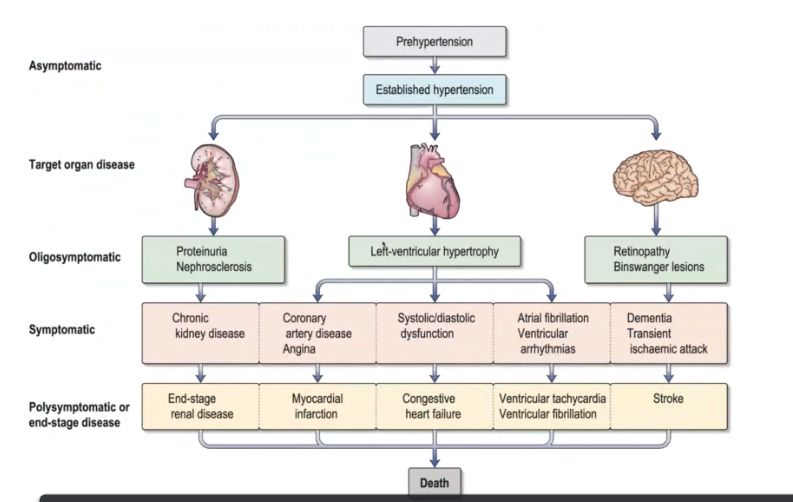 Prehypertension
Asymptomatic
Established hypertension
Target organ disease
Oligosymptomatic
Proteinuria
Nephrosclerosis
Left-ventricular hypertrophy
Retinopathy
Binswanger lesions
Symptomatic
Chronic
kidney disease
Coronary
artery disease
Angina
Systolic/diastolic
dysfunction
Atrial fibrillation
Ventricular
arrhythmias
Dementia
Transient
ischaemic attack
Polysymptomatic or
end-stage disease
End-stage
renal disease
Myocardial
infarction
Congestive
heart failure
Ventricular tachycardia
Ventricular fibrillation
Stroke
Death